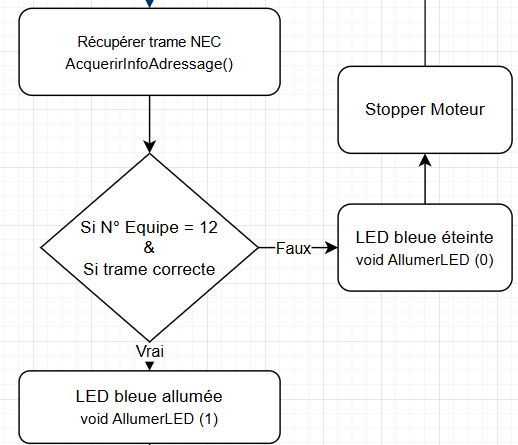 Récupérer trame NEC
AcquerirInfoAdressage()
Stopper Moteur
Si N° Equipe = 12
&
Si trame correcte
Faux
LED bleue éteinte
void AllumerLED (0)
Vrai
LED bleue allumée
void AllumerLED (1)